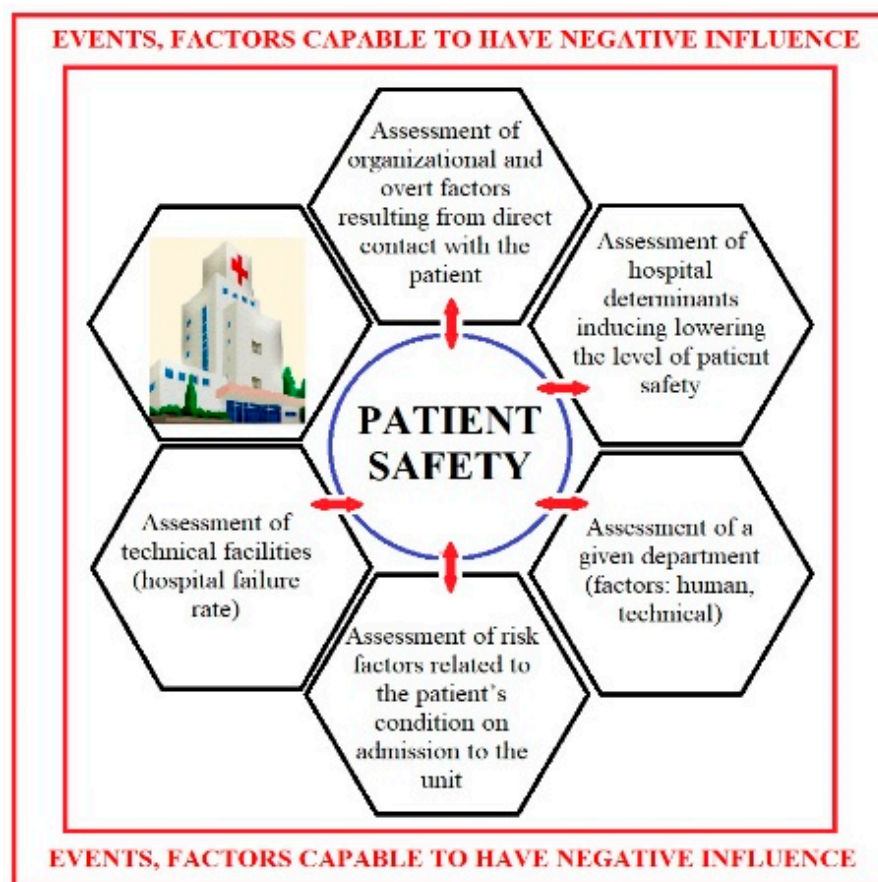 EVENTS, FACTORS CAPABLE TO HAVE NEGATIVE INFLUENCE
Assessment of
organizational and
overt factors
resulting from direct
contact with the
patient
Assessment of
hospital
determinants
inducing lowering
the level of patient
safety
PATIENT
SAFETY
Assessment of
technical facilities
(hospital failure
rate)
Assessment of a
given department
(factors: human,
technical)
Assessment of risk
factors related to
the patient’s
condition on
admission to the
unit
EVENTS, FACTORS CAPABLE TO HAVE NEGATIVE INFLUENCE